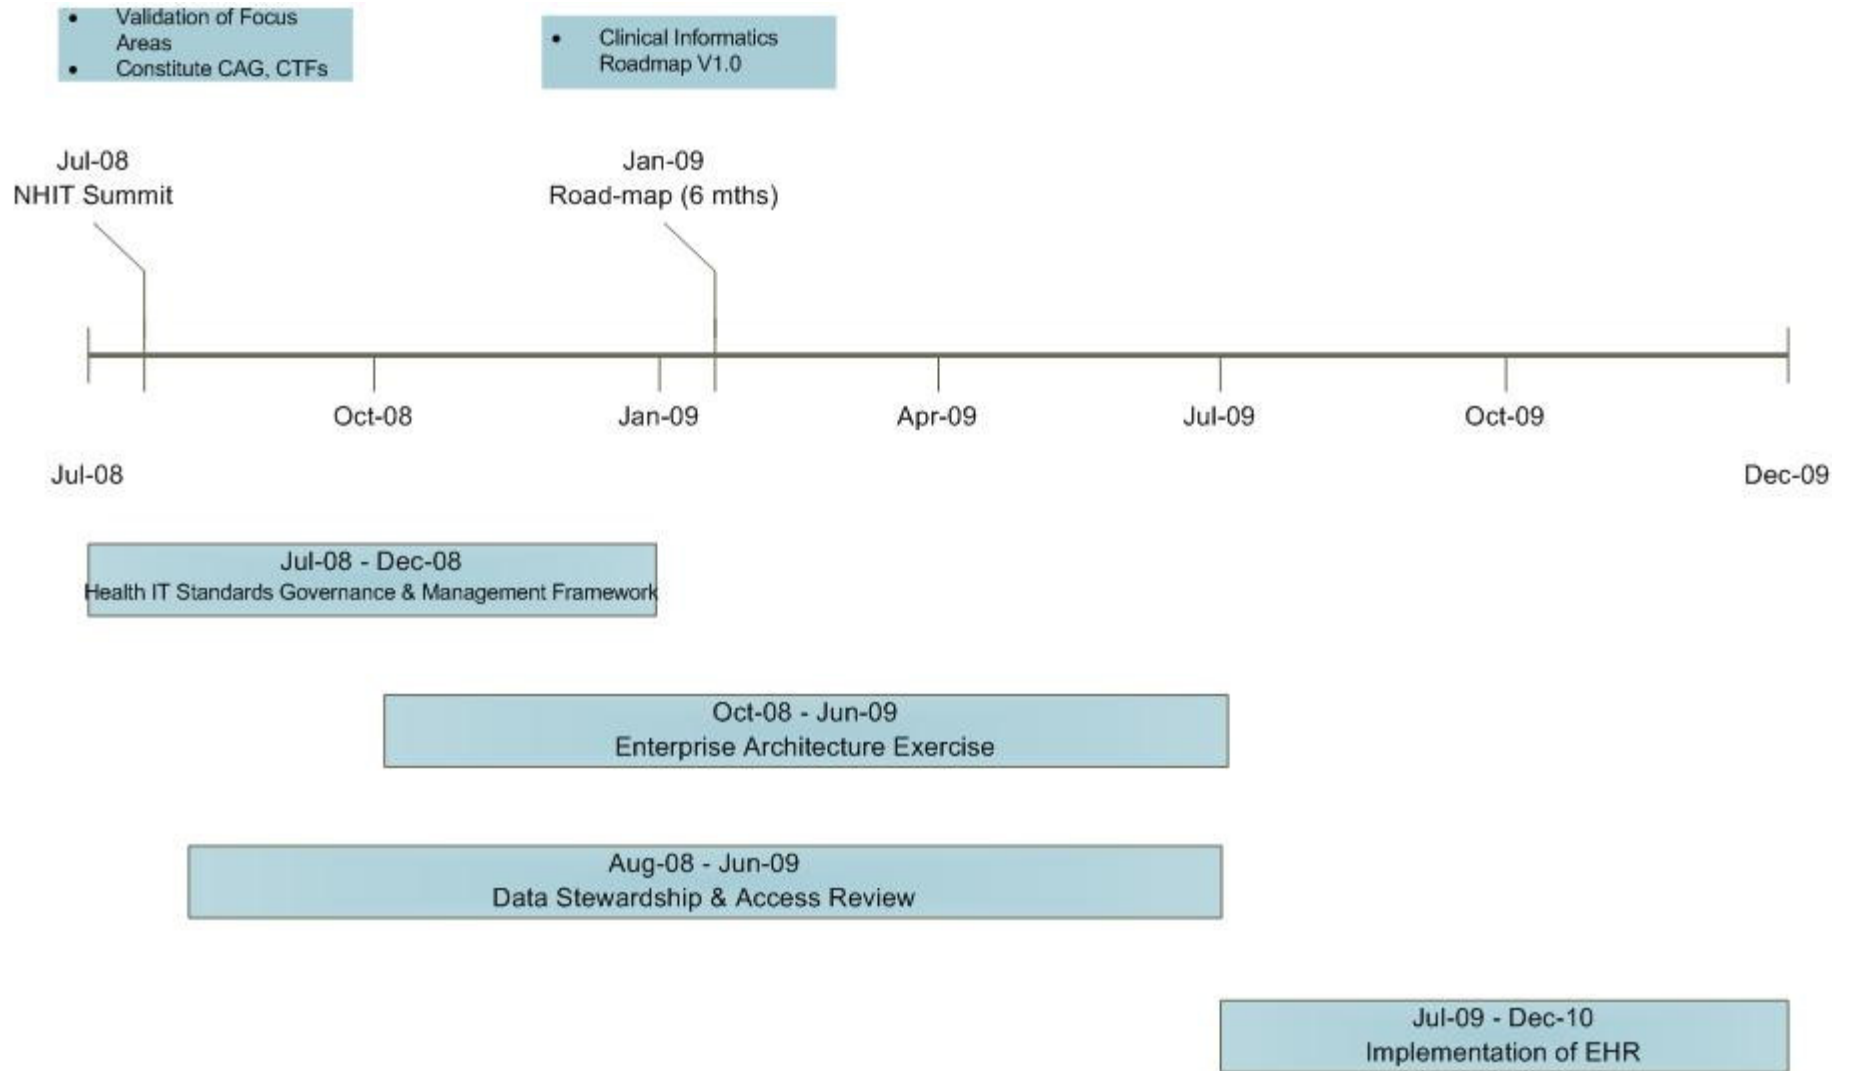 • Validation of Focus
Areas
• Constitute CAG, CTFs
• Clinical Informatics
Roadmap V1.0
Jul-08
NHIT Summit
Jan-09
Road-map (6 mths)
Oct-08
Jan-09
Apr-09
Jul-09
Oct-09
Jul-08
Dec-09
Jul-08 - Dec-08
Health IT Standards Governance & Management Framework
Oct-08 - Jun-09
Enterprise Architecture Exercise
Aug-08 - Jun-09
Data Stewardship & Access Review
Jul-09 - Dec-10
Implementation of EHR